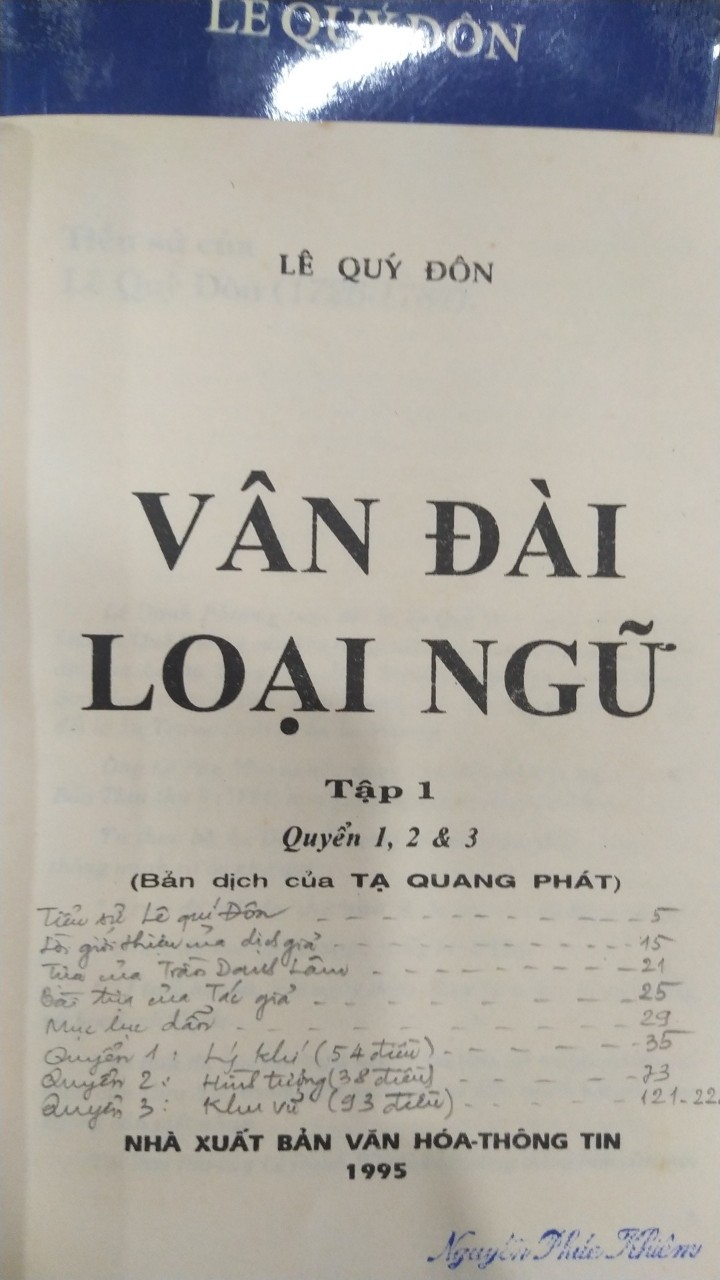 LÊ QUÝ ĐÔN
LÊ QUÝ ĐÔN
VÂN ĐÀI
LOẠI NGỮ
Tập 1
Quyển 1, 2 & 3
(Bản dịch của TẠ QUANG PHÁT)
Tiểu sử Lê quí Đôn - - - - - - - - - - - 5
Lời giới thiệu của dịch giả - - - - - - - - - 15
Tựa của Trần Danh Lâm - - - - - - - - 21
Bài tựa của Tác giả - - - - - - - - - - 25
Mục lục dẫn - - - - - - - - - - - - 29
Quyển 1: Lý khí (54 điều) - - - - - - 35
Quyển 2: Hình tượng (38 điều) - - - - - - 73
Quyển 3: Khu vũ (93 điều) - - - - - - 121-22
NHÀ XUẤT BẢN VĂN HÓA-THÔNG TIN
1995
Nguyễn Phúc Khiêm